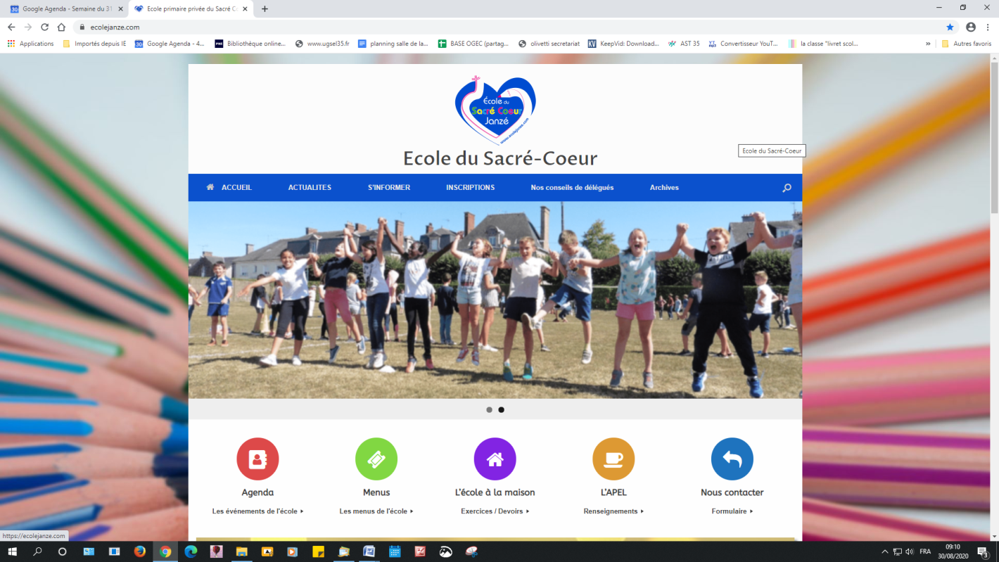 Google Agenda - Semaine du 31
Ecole primaire privée du Sacré C
ecolejanze.com
Applications
Importés depuis IE
Google Agenda - 4...
Bibliothèque online...
www.ugsel35.fr
planning salle de la...
BASE OGEC (partag...
olivetti secretariat
KeepVid: Download...
AST 35
Convertisseur YouT...
la classe "livret scol...
»
Autres favoris
École du
Sacré Coeur
Janzé
www.ecolejanze.com
Ecole du Sacré-Coeur
Ecole du Sacré-Coeur
ACCUEIL
ACTUALITES
S'INFORMER
INSCRIPTIONS
Nos conseils de délégués
Archives
Agenda
Menus
L'école à la maison
L'APEL
Nous contacter
Les événements de l'école
Les menus de l'école
Exercices / Devoirs
Renseignements
Formulaire
https://ecolejanze.com
FRA
09:10
30/08/2020
3